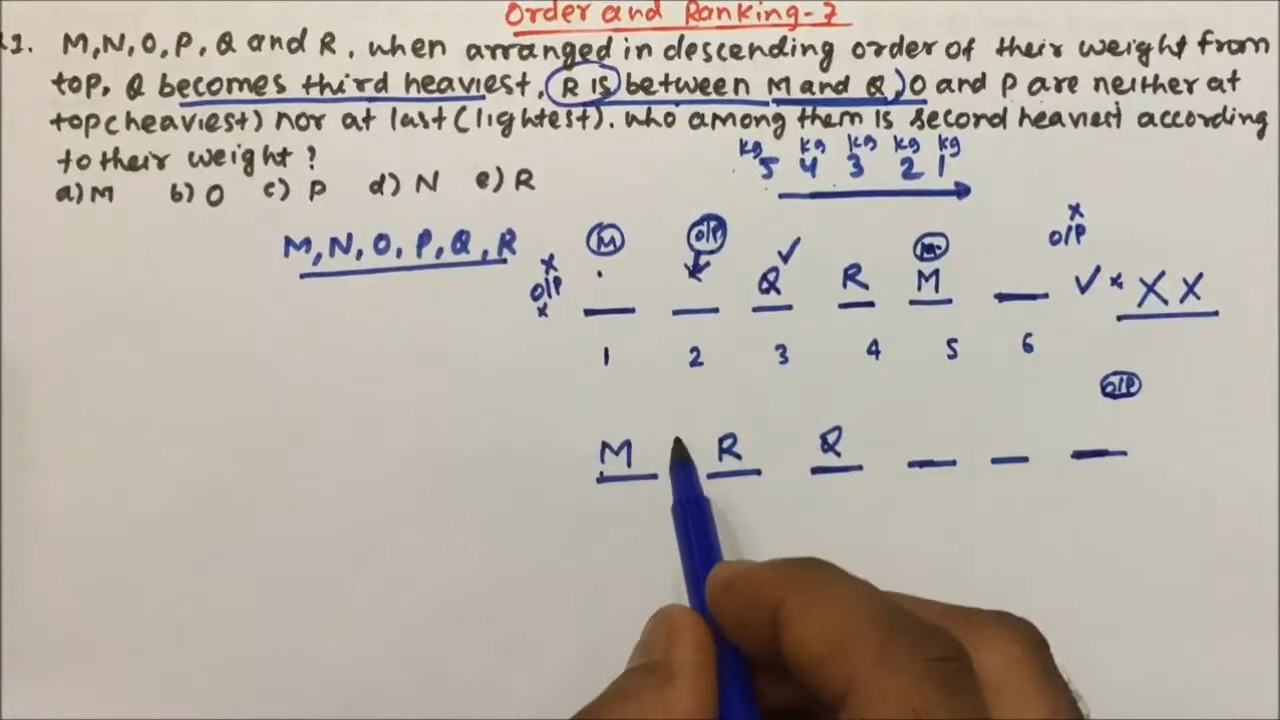 Order and Ranking-7
1. M,N,O,P,Q and R, when arranged in descending order of their weight from
top. Q becomes third heaviest, R is between M and Q, O and P are neither at
top(heaviest) nor at last(lightest). who among them is second heaviest according
to their weight?
a) M b) O c) P d) N e) R
kg kg kg kg kg
5 4 3 2 1
M,N,O,P,Q,R
M O/P M
x O/P x
x O/P
Q R M
✓ ✓ x X X
1 2 3 4 5 6
O/P
M R Q